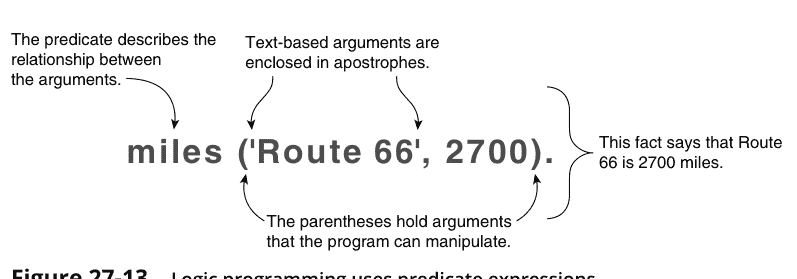 The predicate describes the
relationship between
the arguments.
Text-based arguments are
enclosed in apostrophes.
miles ('Route 66', 2700).
This fact says that Route
66 is 2700 miles.
The parentheses hold arguments
that the program can manipulate.
Figure 27-13 Logic programming uses predicate expressions